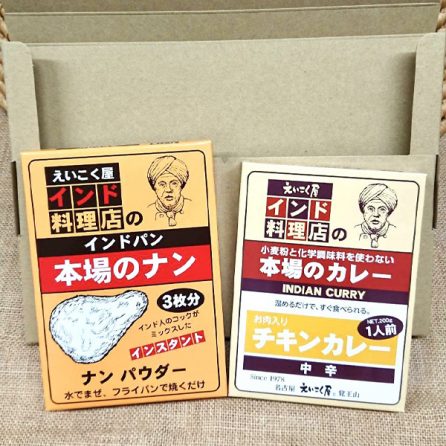 えいこく屋
インド
料理店の
インドパン
本場のナン
3枚分
インド人のコックが
ミックスした
インスタント
ナン パウダー
水でまぜ、フライパンで焼くだけ
えいこく屋
インド
料理店の
小麦粉と化学調味料を使わない
本場のカレー
INDIAN CURRY
温めるだけで、すぐ食べられる。
お肉入り
NET.200g
1人前
チキンカレー
中辛
Since 1978
名古屋 えいこく屋 覚王山